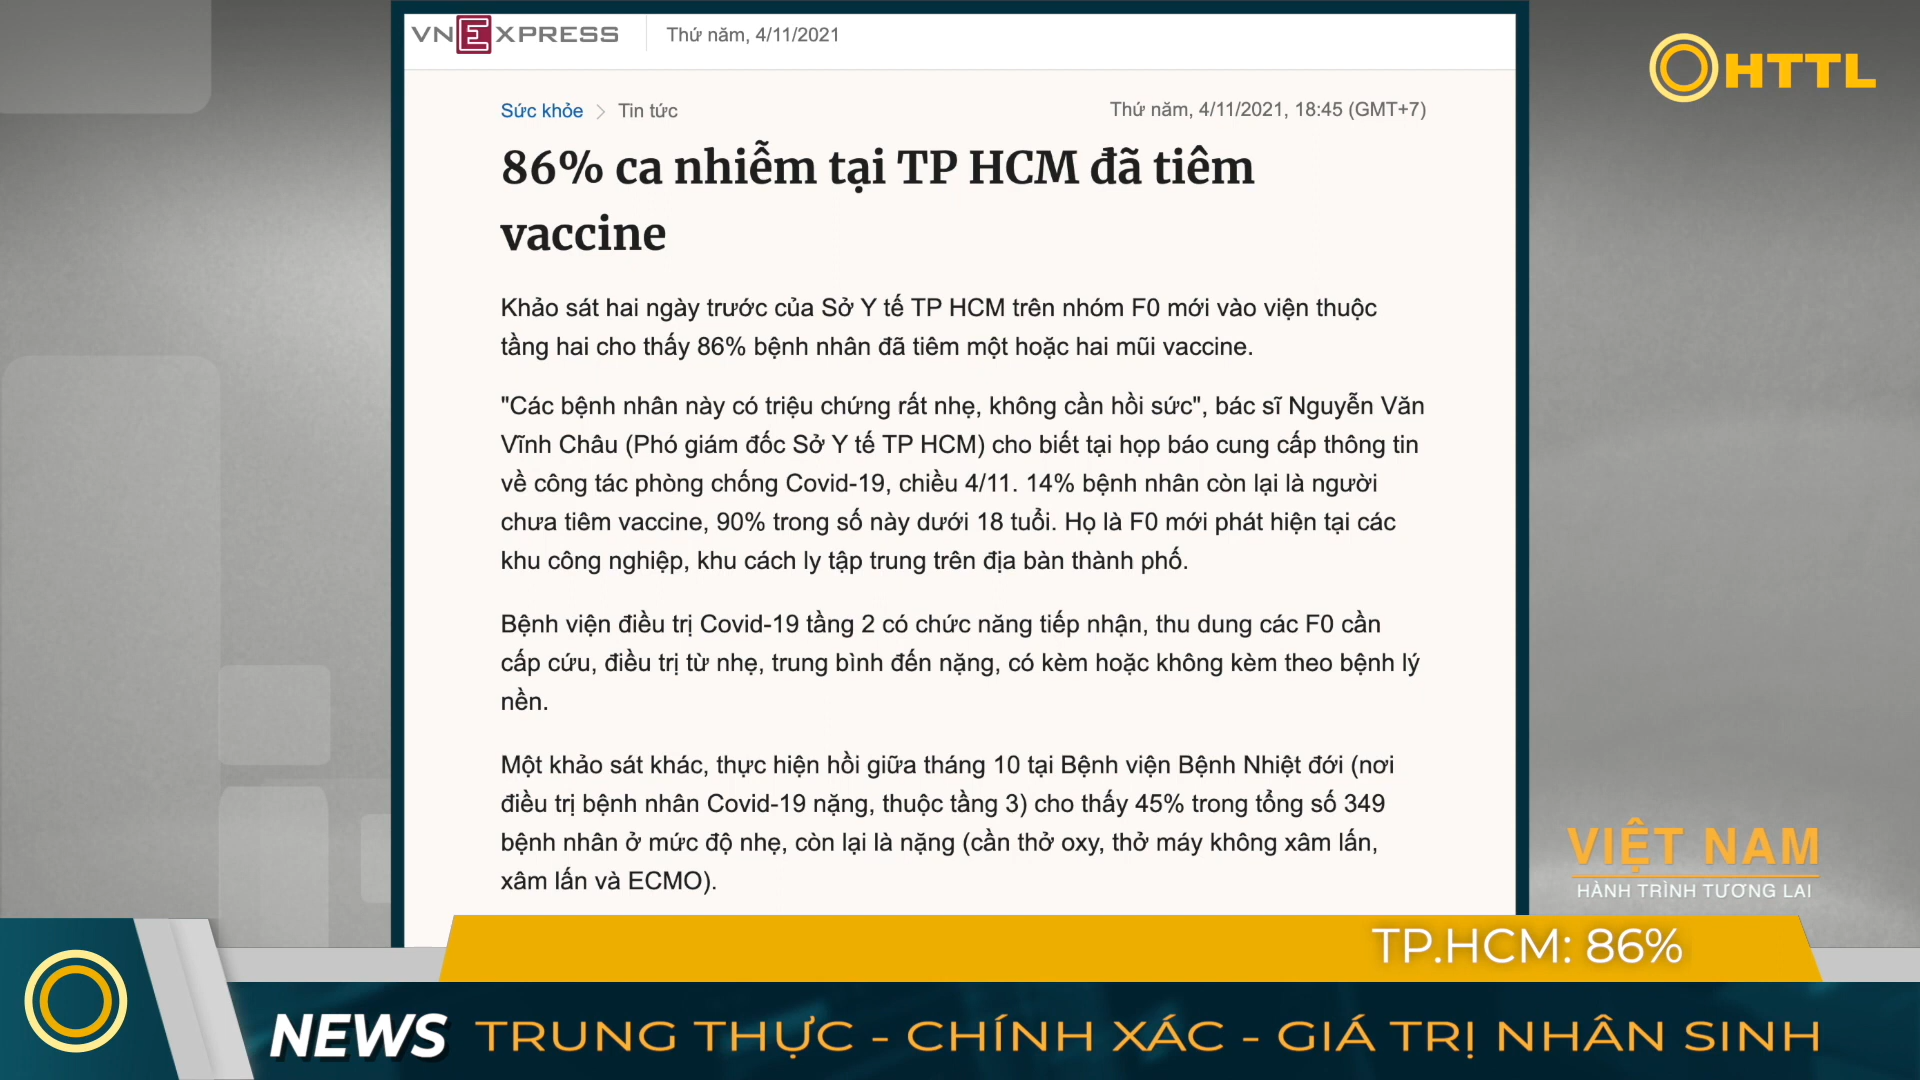 VNEXPRESS
Thứ năm, 4/11/2021
HTTL
Sức khỏe > Tin tức
Thứ năm, 4/11/2021, 18:45 (GMT+7)
86% ca nhiễm tại TP HCM đã tiêm
vaccine
Khảo sát hai ngày trước của Sở Y tế TP HCM trên nhóm F0 mới vào viện thuộc
tầng hai cho thấy 86% bệnh nhân đã tiêm một hoặc hai mũi vaccine.
"Các bệnh nhân này có triệu chứng rất nhẹ, không cần hồi sức", bác sĩ Nguyễn Văn
Vĩnh Châu (Phó giám đốc Sở Y tế TP HCM) cho biết tại họp báo cung cấp thông tin
về công tác phòng chống Covid-19, chiều 4/11. 14% bệnh nhân còn lại là người
chưa tiêm vaccine, 90% trong số này dưới 18 tuổi. Họ là F0 mới phát hiện tại các
khu công nghiệp, khu cách ly tập trung trên địa bàn thành phố.
Bệnh viện điều trị Covid-19 tầng 2 có chức năng tiếp nhận, thu dung các F0 cần
cấp cứu, điều trị từ nhẹ, trung bình đến nặng, có kèm hoặc không kèm theo bệnh lý
nền.
Một khảo sát khác, thực hiện hồi giữa tháng 10 tại Bệnh viện Bệnh Nhiệt đới (nơi
điều trị bệnh nhân Covid-19 nặng, thuộc tầng 3) cho thấy 45% trong tổng số 349
bệnh nhân ở mức độ nhẹ, còn lại là nặng (cần thở oxy, thở máy không xâm lấn,
xâm lấn và ECMO).
VIỆT NAM
HÀNH TRÌNH TƯƠNG LAI
TP.HCM: 86%
NEWS
TRUNG THỰC - CHÍNH XÁC - GIÁ TRỊ NHÂN SINH